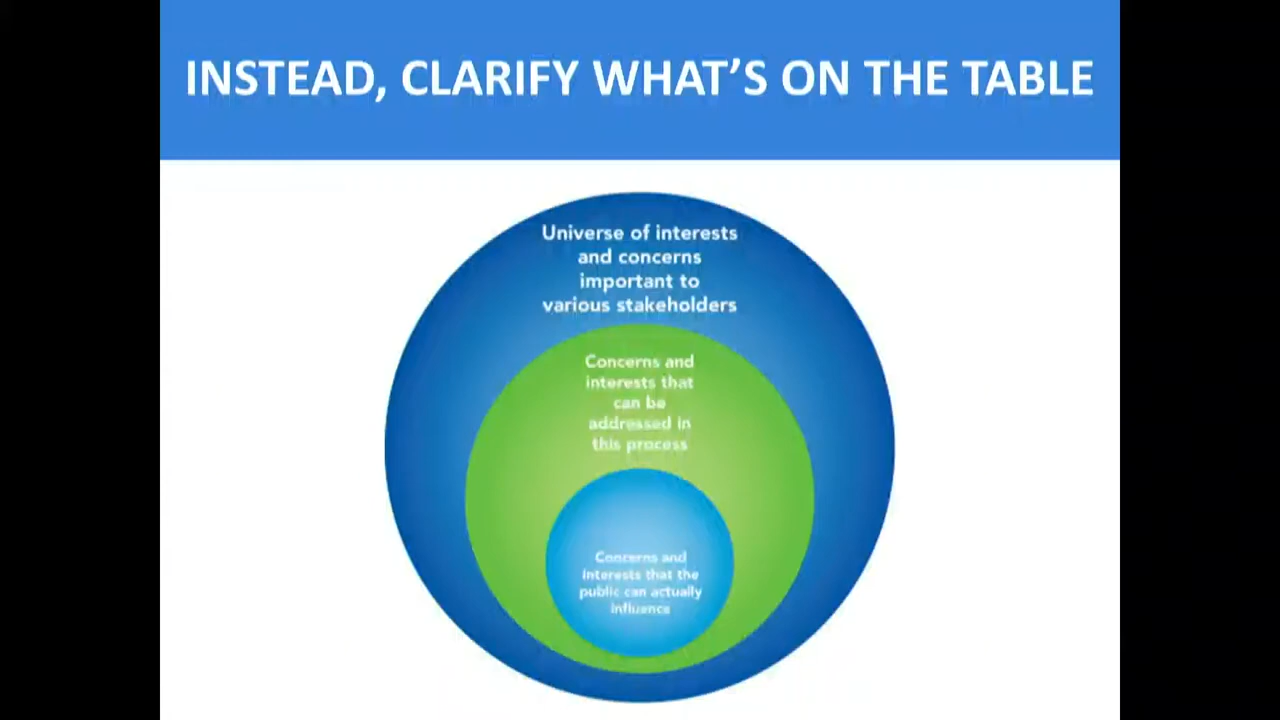 INSTEAD, CLARIFY WHAT'S ON THE TABLE
Universe of interests
and concerns
important to
various stakeholders
Concerns and
interests that
can be
addressed in
this process
Concerns and
interests that the
public can actually
influence